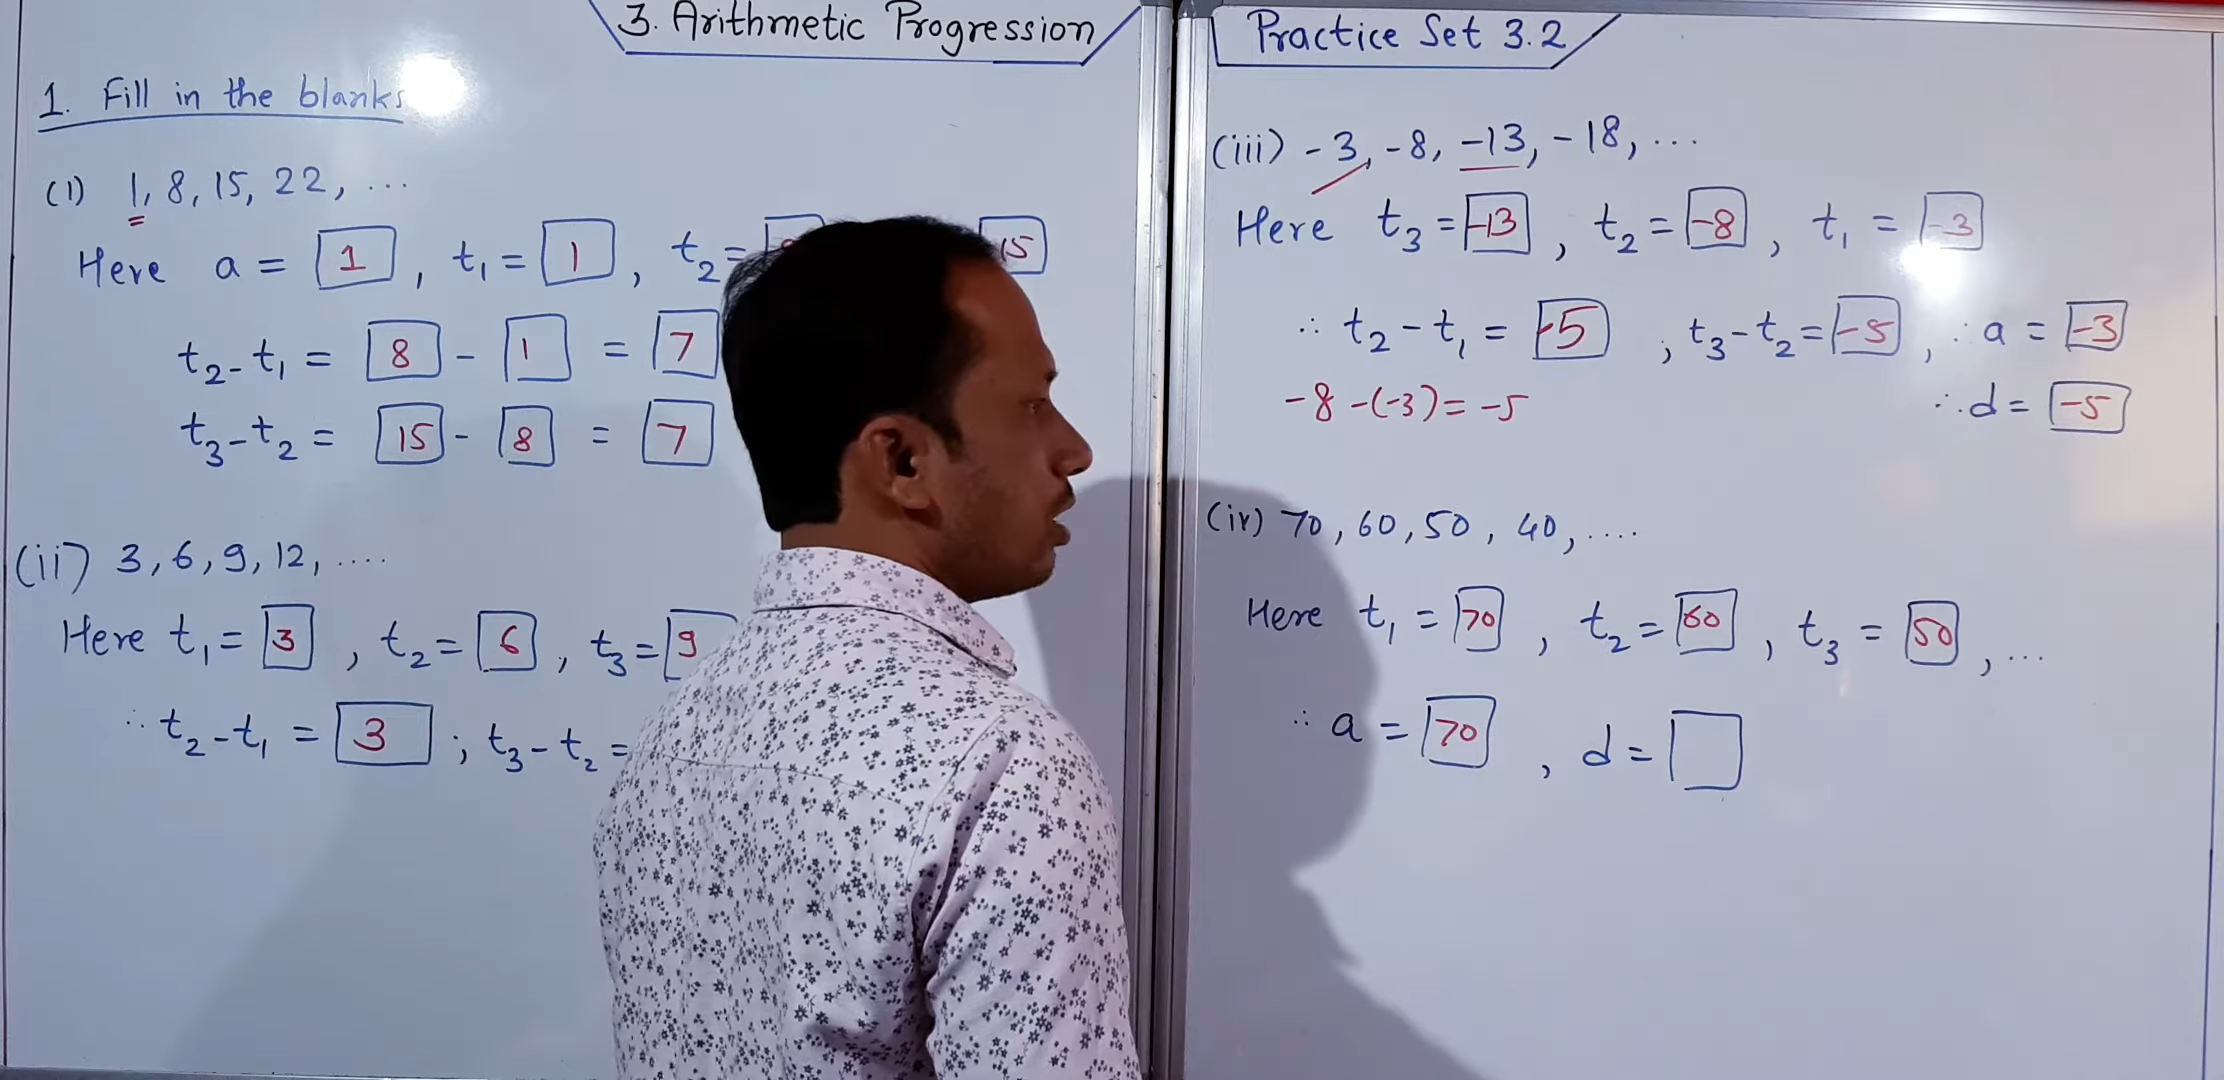 3. Arithmetic Progression
Practice Set 3.2
1. Fill in the blanks
(1) 1, 8, 15, 22, ...
Here a = 1, t₁ = 1, t₂ = 15
t₂ - t₁ = 8 - 1 = 7
t₃ - t₂ = 15 - 8 = 7
(ii) 3, 6, 9, 12, ....
Here t₁ = 3, t₂ = 6, t₃ = 9
∴ t₂ - t₁ = 3 ; t₃ - t₂ =
(iii) -3, -8, -13, -18, ...
Here t₃ = -13, t₂ = -8, t₁ = -3
∴ t₂ - t₁ = -5, t₃ - t₂ = -5, ∴ a = -3
-8 - (-3) = -5 ∴ d = -5
(iv) 70, 60, 50, 40, ....
Here t₁ = 70, t₂ = 60, t₃ = 50, ...
∴ a = 70, d =